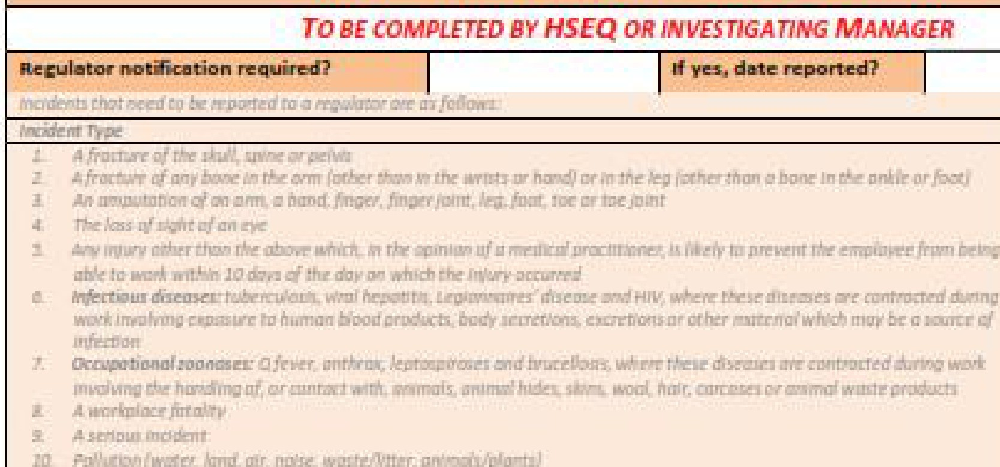 TO BE COMPLETED BY HSEQ OR INVESTIGATING MANAGER
Regulator notification required? If yes, date reported?
Incidents that need to be reported to a regulator are as follows:
Incident Type
1. A fracture of the skull, spine or pelvis
2. A fracture of any bone in the arm (other than in the wrists or hand) or in the leg (other than a bone in the ankle or foot)
3. An amputation of an arm, a hand, finger, finger joint, leg, foot, toe or toe joint
4. The loss of sight of an eye
5. Any injury other than the above which, in the opinion of a medical practitioner, is likely to prevent the employee from being
able to work within 10 days of the day on which the injury occurred
6. Infectious diseases: tuberculosis, viral hepatitis, Legionnaires' disease and HIV, where these diseases are contracted during
work involving exposure to human blood products, body secretions, excretions or other material which may be a source of
infection
7. Occupational zoonoses: Q fever, anthrax, leptospiroses and brucellosis, where these diseases are contracted during work
involving the handling of, or contact with, animals, animal hides, skins, wool, hair, carcases or animal waste products
8. A workplace fatality
9. A serious incident
10. Pollution (water, land, air, noise, waste/litter, animals/plants)